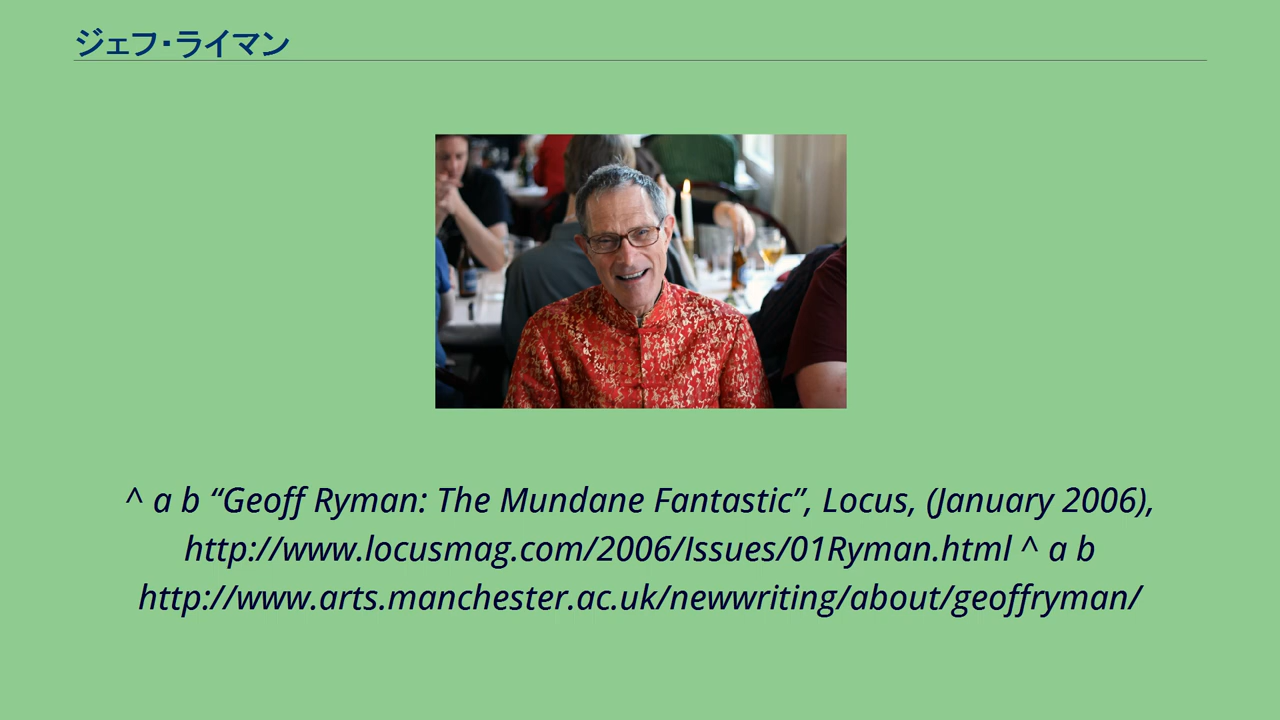 ジェフ・ライマン
^ a b “Geoff Ryman: The Mundane Fantastic”, Locus, (January 2006),
http://www.locusmag.com/2006/Issues/01Ryman.html ^ a b
http://www.arts.manchester.ac.uk/newwriting/about/geoffryman/